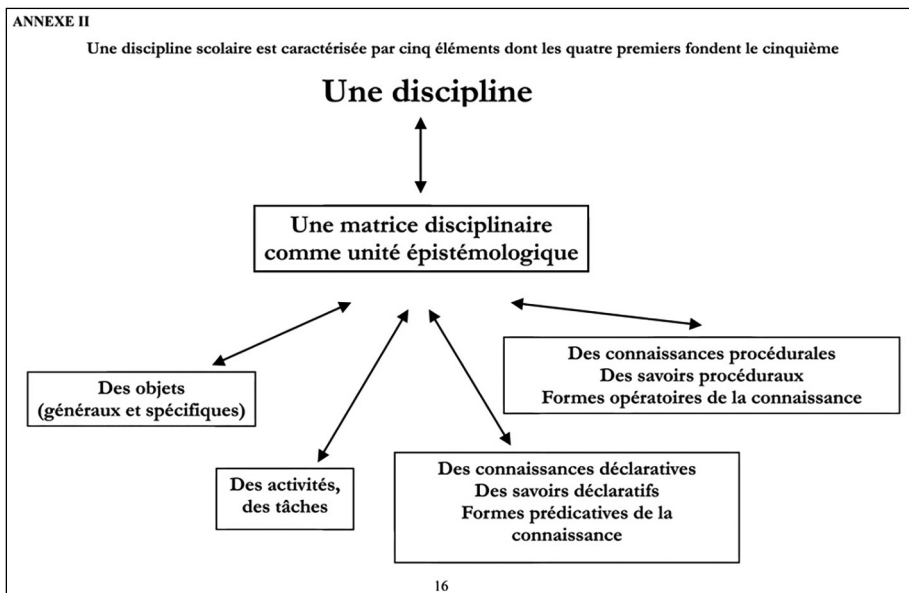 ANNEXE II
Une discipline scolaire est caractérisée par cinq éléments dont les quatre premiers fondent le cinquième
Une discipline
Une matrice disciplinaire
comme unité épistémologique
Des objets
(généraux et spécifiques)
Des activités,
des tâches
Des connaissances déclaratives
Des savoirs déclaratifs
Formes prédicatives de la
connaissance
Des connaissances procédurales
Des savoirs procéduraux
Formes opératoires de la connaissance
16